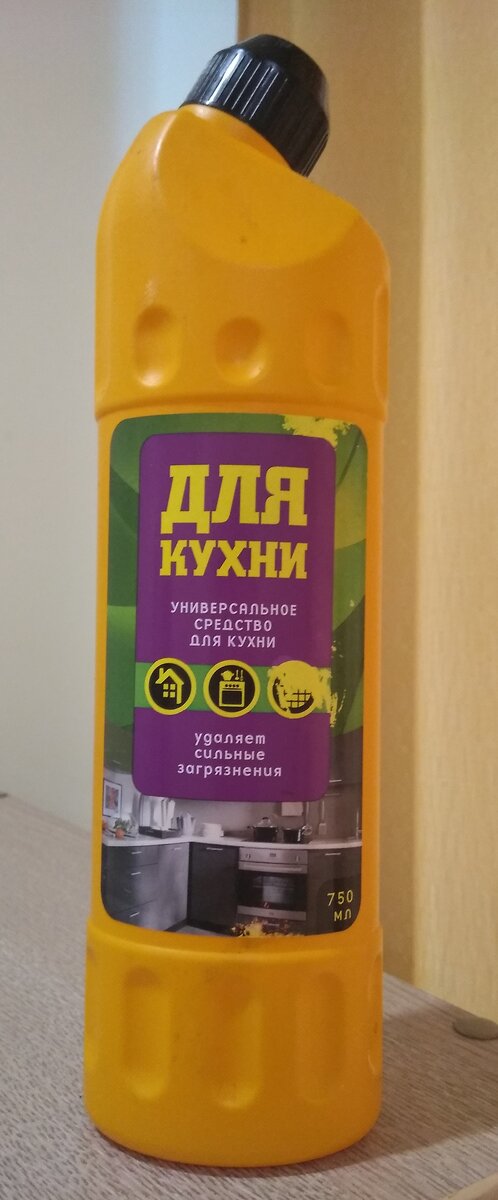 ДЛЯ
КУХНИ
УНИВЕРСАЛЬНОЕ
СРЕДСТВО
ДЛЯ КУХНИ
удаляет
сильные
загрязнения
750
МЛ